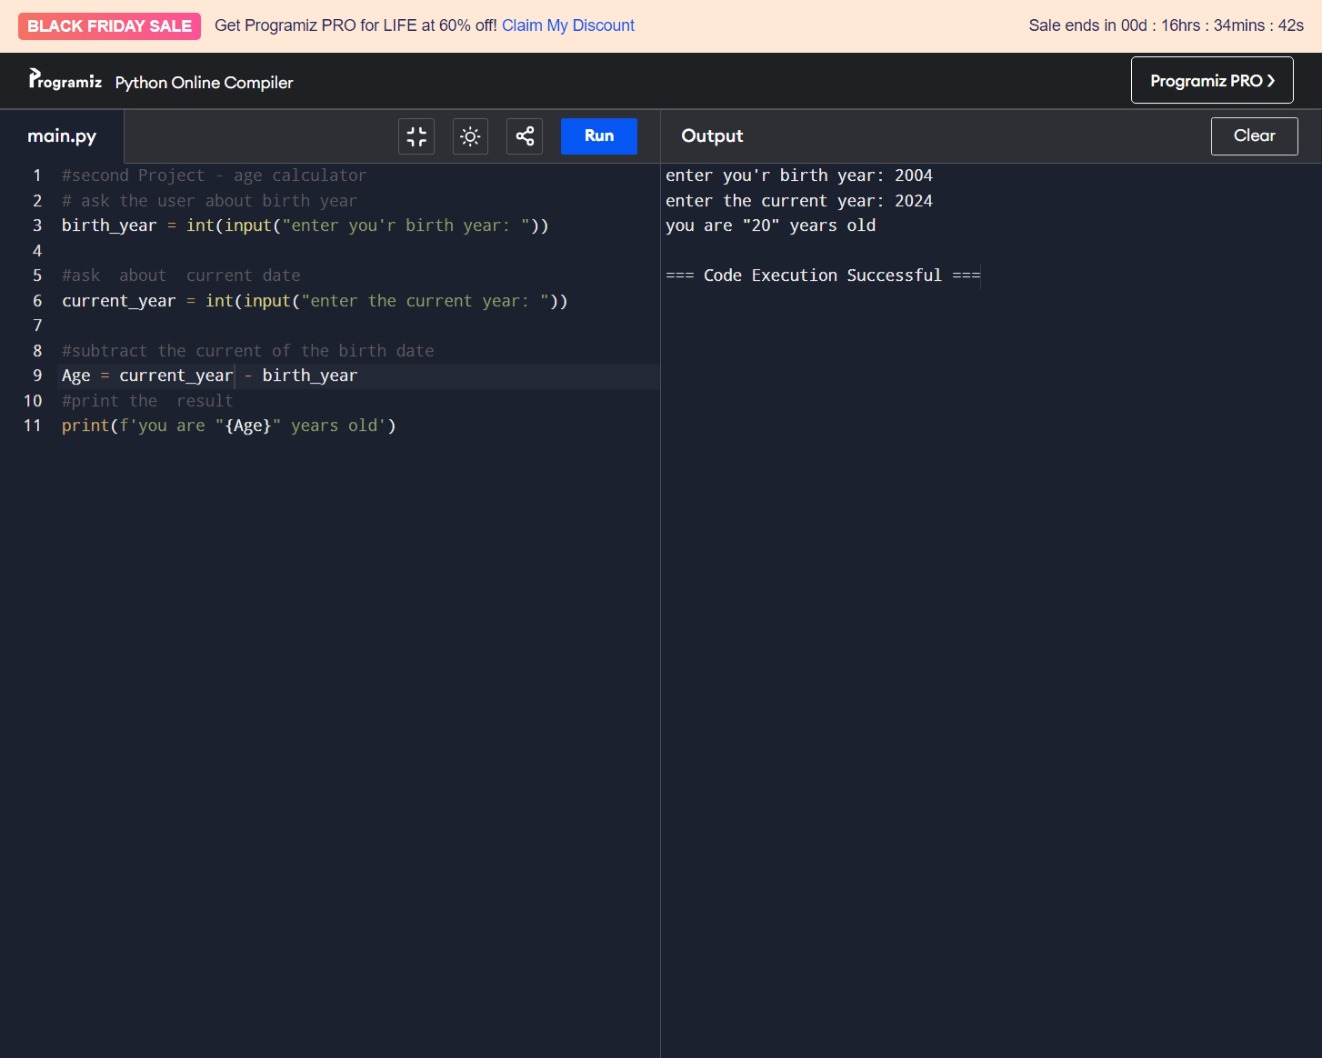 BLACK FRIDAY SALE Get Programiz PRO for LIFE at 60% off! Claim My Discount Sale ends in 00d : 16hrs : 34mins : 42s
Programiz Python Online Compiler Programiz PRO ❯
main.py Run
1 #second Project - age calculator
2 # ask the user about birth year
3 birth_year = int(input("enter you'r birth year: "))
4
5 #ask  about  current date
6 current_year = int(input("enter the current year: "))
7
8 #subtract the current of the birth date
9 Age = current_year - birth_year
10 #print the  result
11 print(f'you are "{Age}" years old')
Output Clear
enter you'r birth year: 2004
enter the current year: 2024
you are "20" years old
=== Code Execution Successful ===